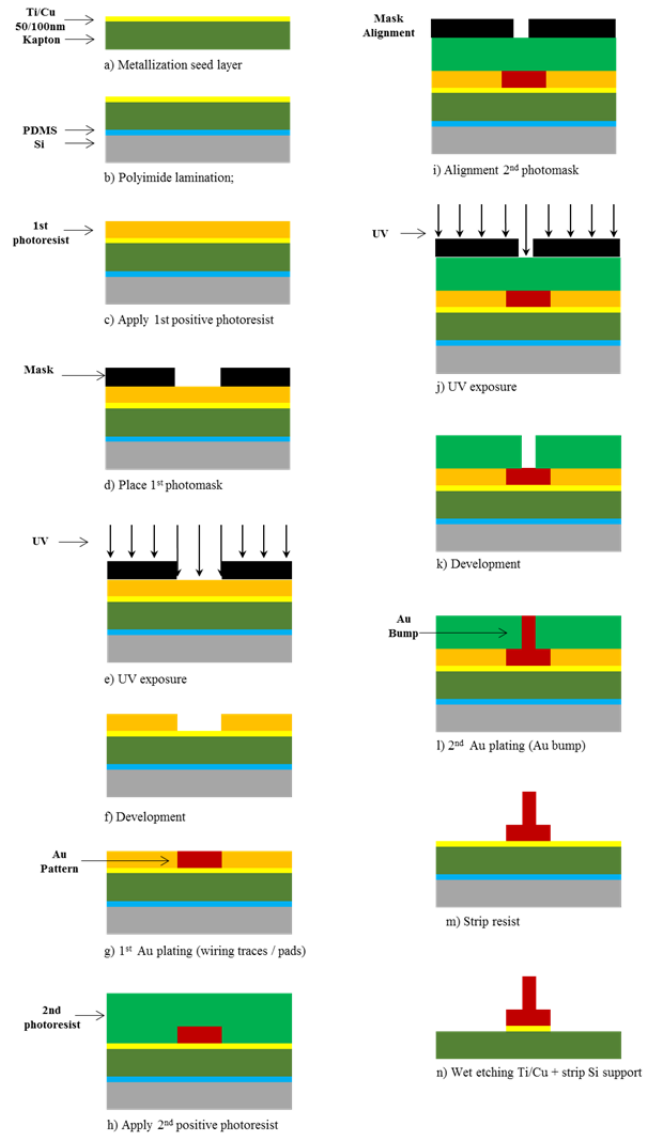 Ti/Cu
50/100nm
Kapton
a) Metallization seed layer
PDMS
Si
b) Polyimide lamination;
1st
photoresist
c) Apply 1st positive photoresist
Mask
d) Place 1st photomask
UV
e) UV exposure
f) Development
Au
Pattern
g) 1st Au plating (wiring traces / pads)
2nd
photoresist
h) Apply 2nd positive photoresist
Mask
Alignment
i) Alignment 2nd photomask
UV
j) UV exposure
k) Development
Au
Bump
l) 2nd Au plating (Au bump)
m) Strip resist
n) Wet etching Ti/Cu + strip Si support